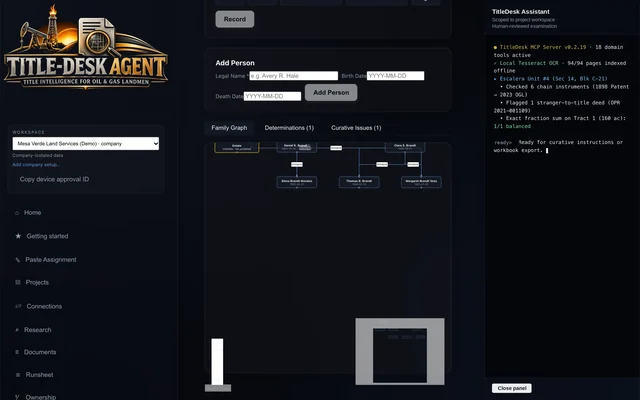 TITLE-DESK AGENT
TITLE INTELLIGENCE FOR OIL & GAS LANDMEN
WORKSPACE
Mesa Verde Land Services (Demo) · company
Company-isolated data
Add company setup
Copy device approval ID
Home
Getting started
Paste Assignment
Projects
Connections
Research
Documents
Runsheet
Ownership
Record
Add Person
Legal Name * e.g. Avery R. Hale Birth Date YYYY-MM-DD
Death Date YYYY-MM-DD Add Person
Family Graph Determinations (1) Curative Issues (1)
Daniel R. Brandt
Clara S. Brandt
Thomas R. Brandt
TitleDesk Assistant
Scoped to project workspace
Human-reviewed examination
● TitleDesk MCP Server v0.2.19 · 18 domain
tools active
✓ Local Tesseract OCR · 94/94 pages indexed
offline
✦ Escalera Unit #4 (Sec 14, Blk C-21)
• Checked 6 chain instruments (1898 Patent
→ 2023 OGL)
• Flagged 1 stranger-to-title deed (OPR
2021-001109)
• Exact fraction sum on Tract 1 (160 ac):
1/1 balanced
ready> Ready for curative instructions or
workbook export.
Close panel